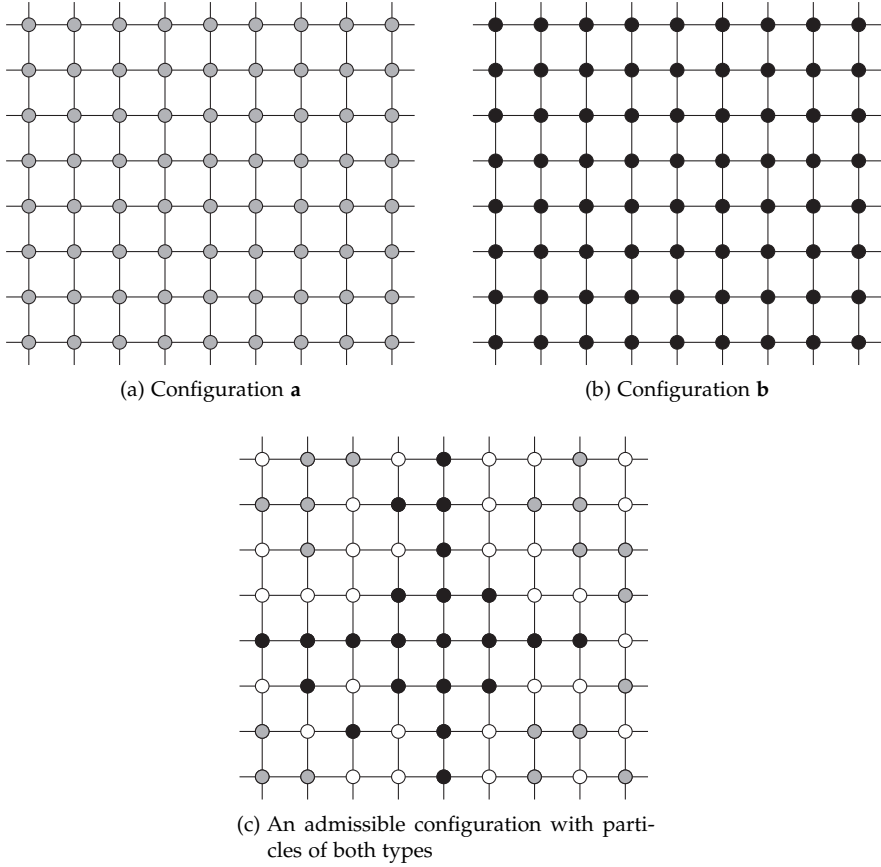 (a) Configuration a
(b) Configuration b
(c) An admissible configuration with parti-
cles of both types